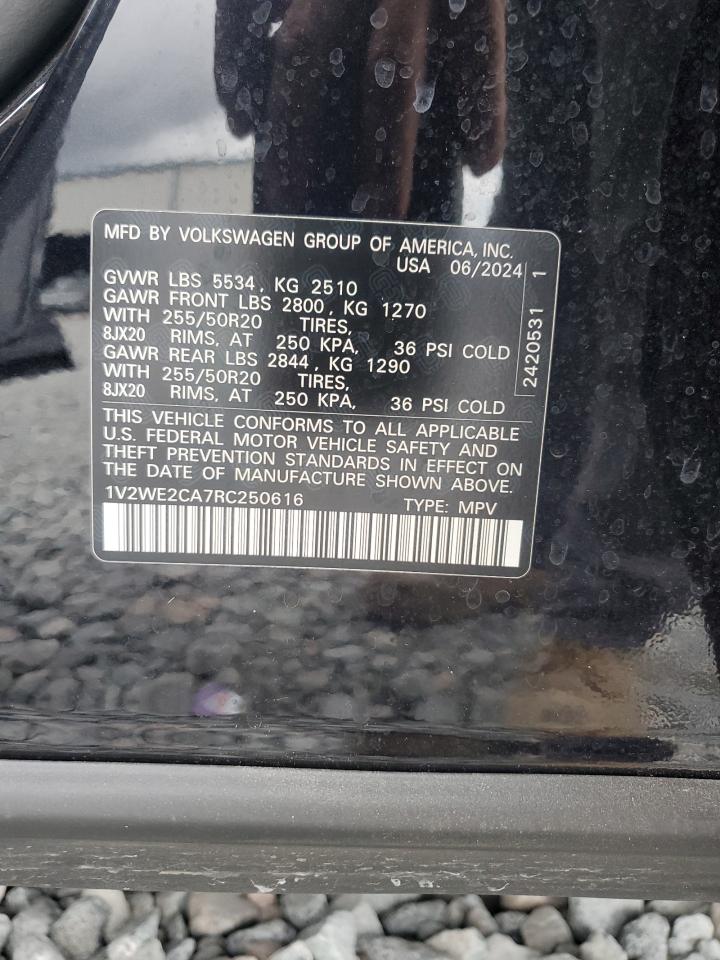 MFD BY VOLKSWAGEN GROUP OF AMERICA, INC.
USA 06/2024
GVWR LBS 5534, KG 2510
GAWR FRONT LBS 2800, KG 1270
WITH 255/50R20 TIRES,
8JX20 RIMS, AT 250 KPA, 36 PSI COLD
GAWR REAR LBS 2844, KG 1290
WITH 255/50R20 TIRES,
8JX20 RIMS, AT 250 KPA, 36 PSI COLD
2420531 1
THIS VEHICLE CONFORMS TO ALL APPLICABLE
U.S. FEDERAL MOTOR VEHICLE SAFETY AND
THEFT PREVENTION STANDARDS IN EFFECT ON
THE DATE OF MANUFACTURE SHOWN ABOVE.
1V2WE2CA7RC250616 TYPE: MPV